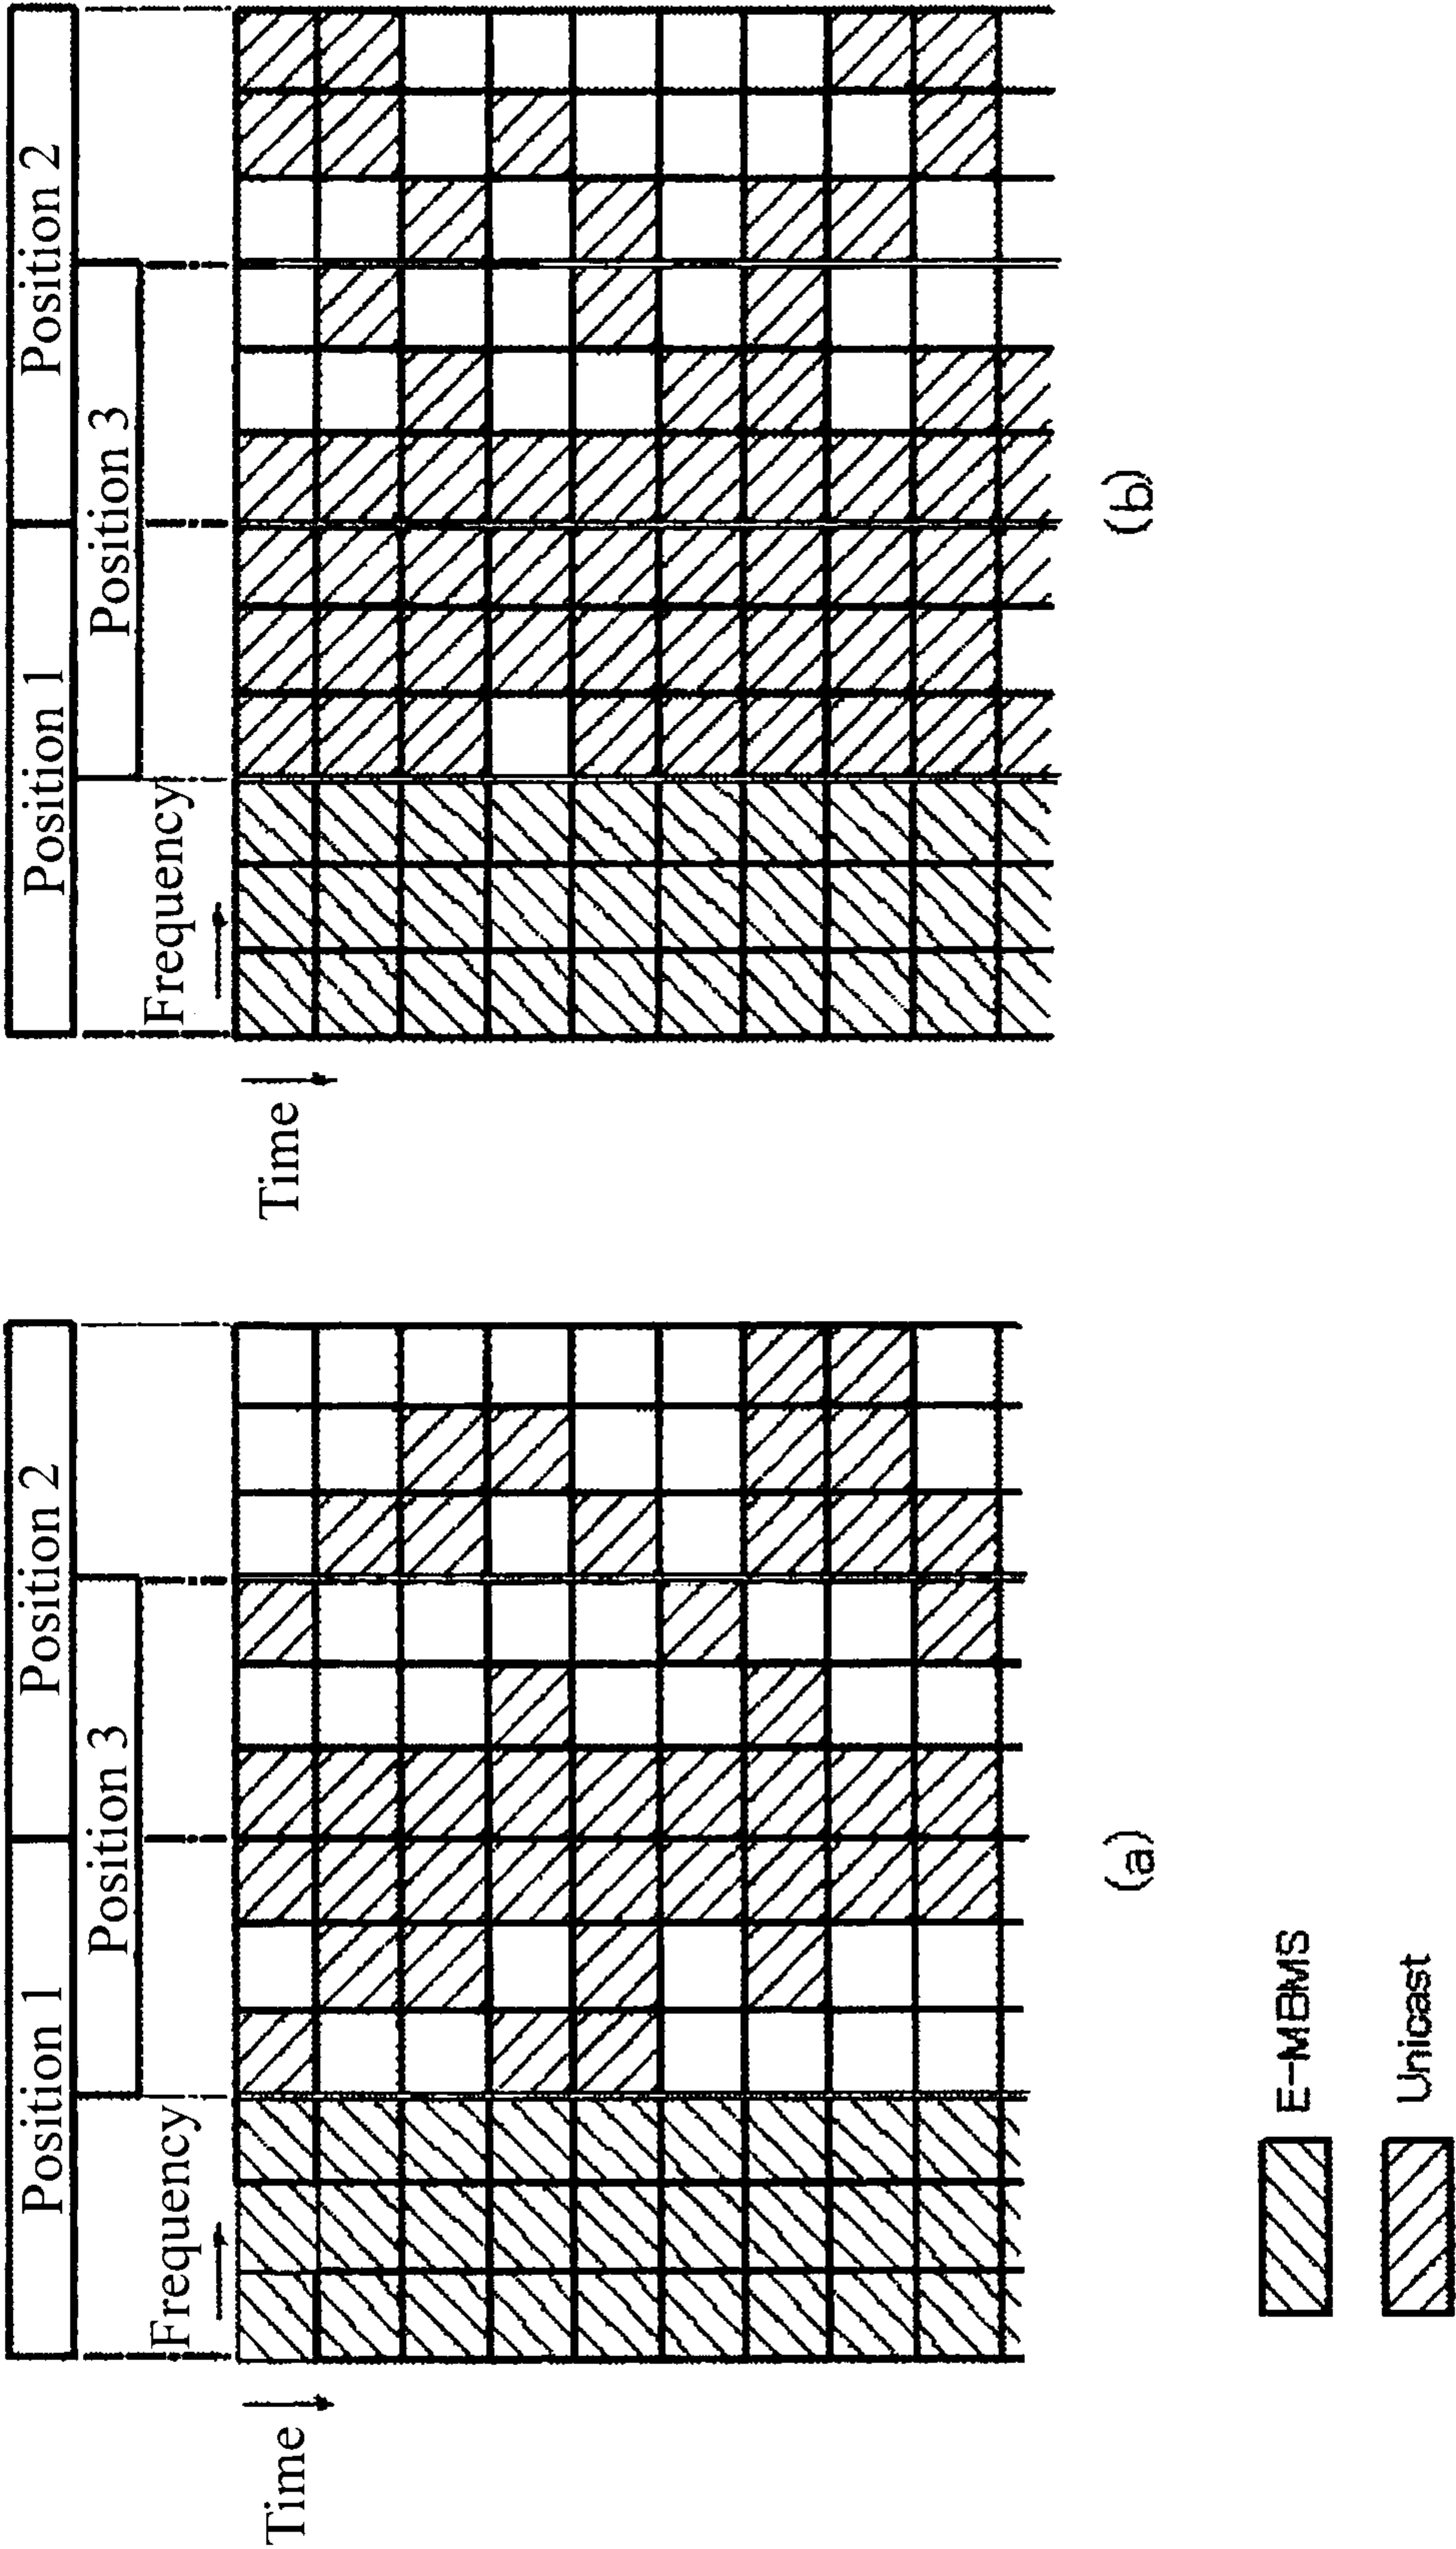 Position 1
Position 2
Position 3
Frequency
Time
(a)
Position 1
Position 2
Position 3
Frequency
Time
(b)
E-MBMS
Unicast